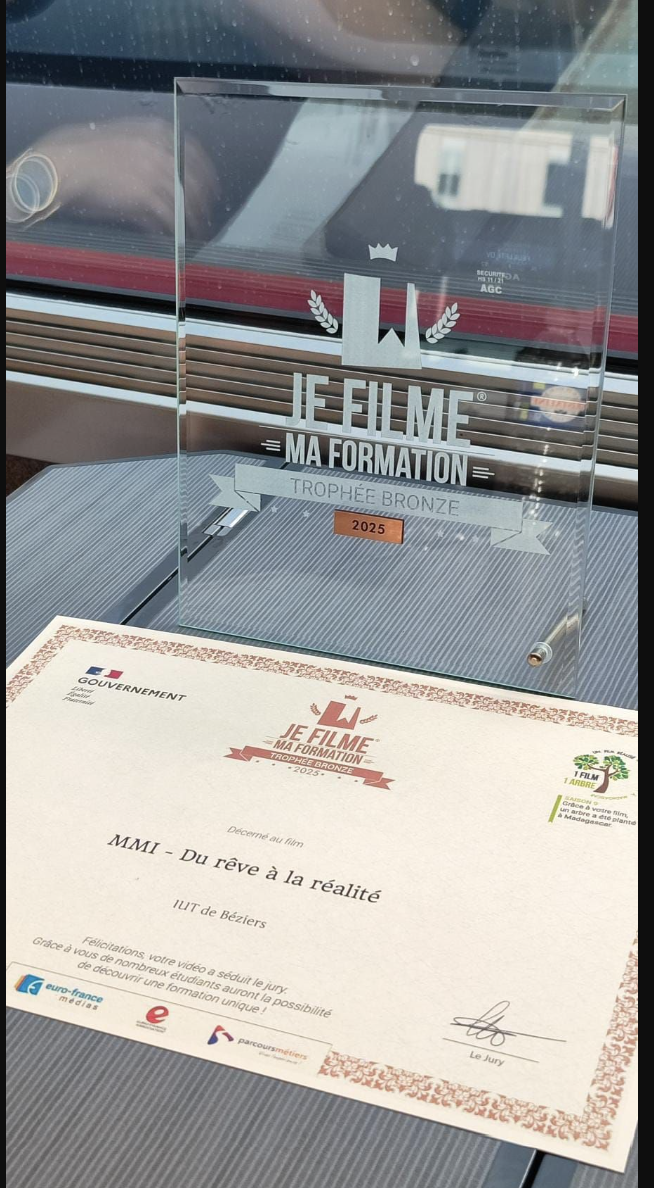 SECURITE
AGC
JE FILME®
MA FORMATION
TROPHÉE BRONZE
2025
GOUVERNEMENT
Liberté
Égalité
Fraternité
JE FILME
MA FORMATION
TROPHÉE BRONZE
2025
1 FILM
1 ARBRE
Grâce à votre film,
un arbre a été planté
à Madagascar.
Décerné au film
MMI - Du rêve à la réalité
IUT de Béziers
Félicitations, votre vidéo a séduit le jury.
Grâce à vous de nombreux étudiants auront la possibilité
de découvrir une formation unique !
euro-france
médias
parcoursmétiers
Le Jury